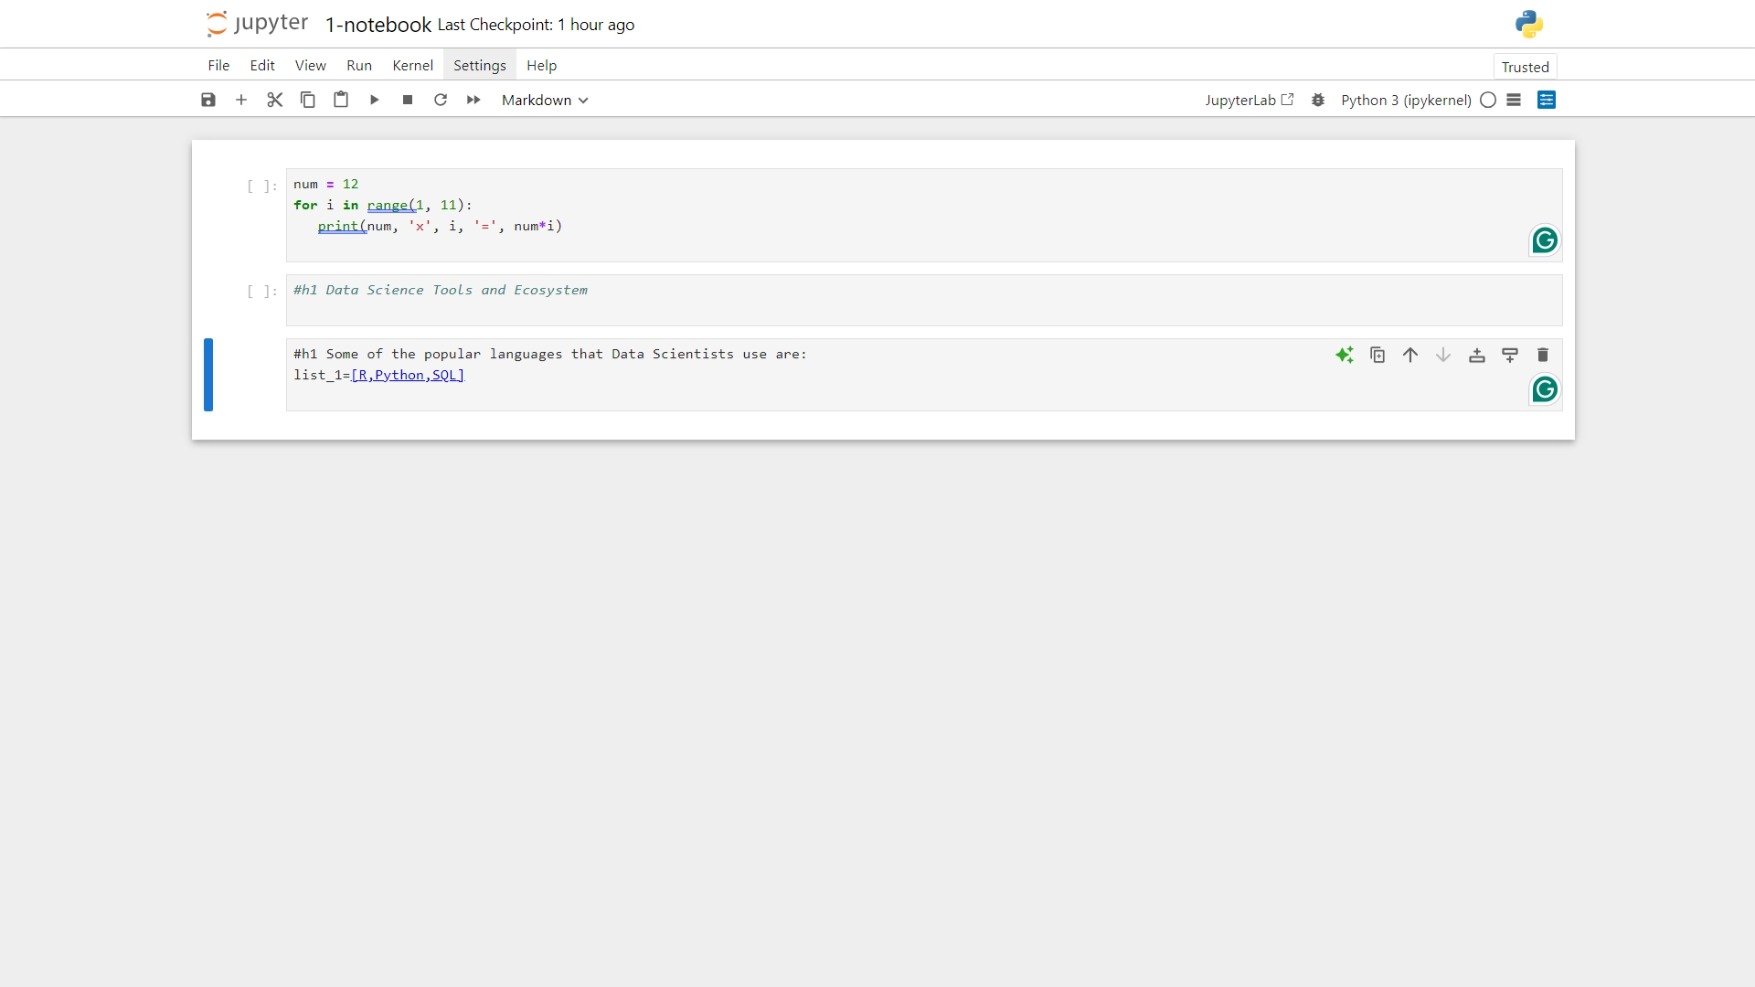 jupyter 1-notebook Last Checkpoint: 1 hour ago
File Edit View Run Kernel Settings Help Trusted
Markdown JupyterLab Python 3 (ipykernel)
[ ]: num = 12
for i in range(1, 11):
print(num, 'x', i, '=', num*i)
[ ]: #h1 Data Science Tools and Ecosystem
#h1 Some of the popular languages that Data Scientists use are:
list_1=[R,Python,SQL]